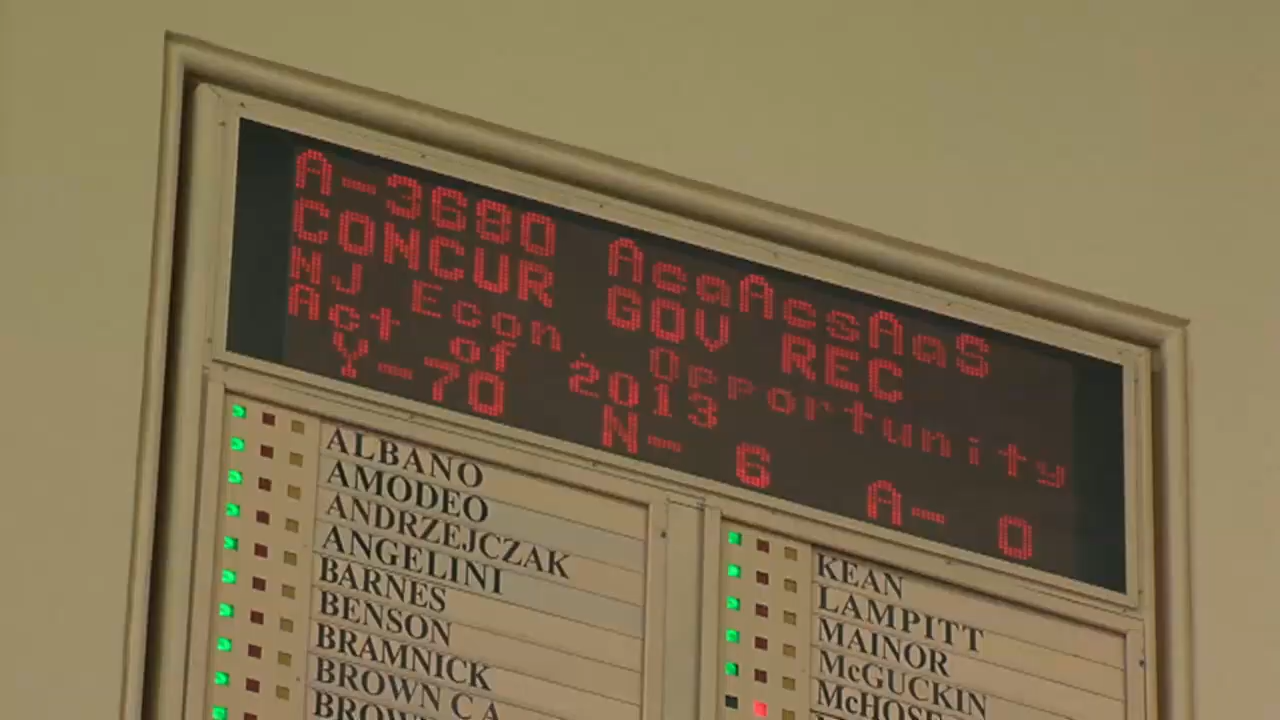 A-3680 AcaAcsAaS
CONCUR GOV REC
NJ Econ. Opportunity
Act of 2013
Y-70 N- 6 A- 0
ALBANO
AMODEO
ANDRZEJCZAK
ANGELINI
BARNES
BENSON
BRAMNICK
BROWN C A
KEAN
LAMPITT
MAINOR
McGUCKIN